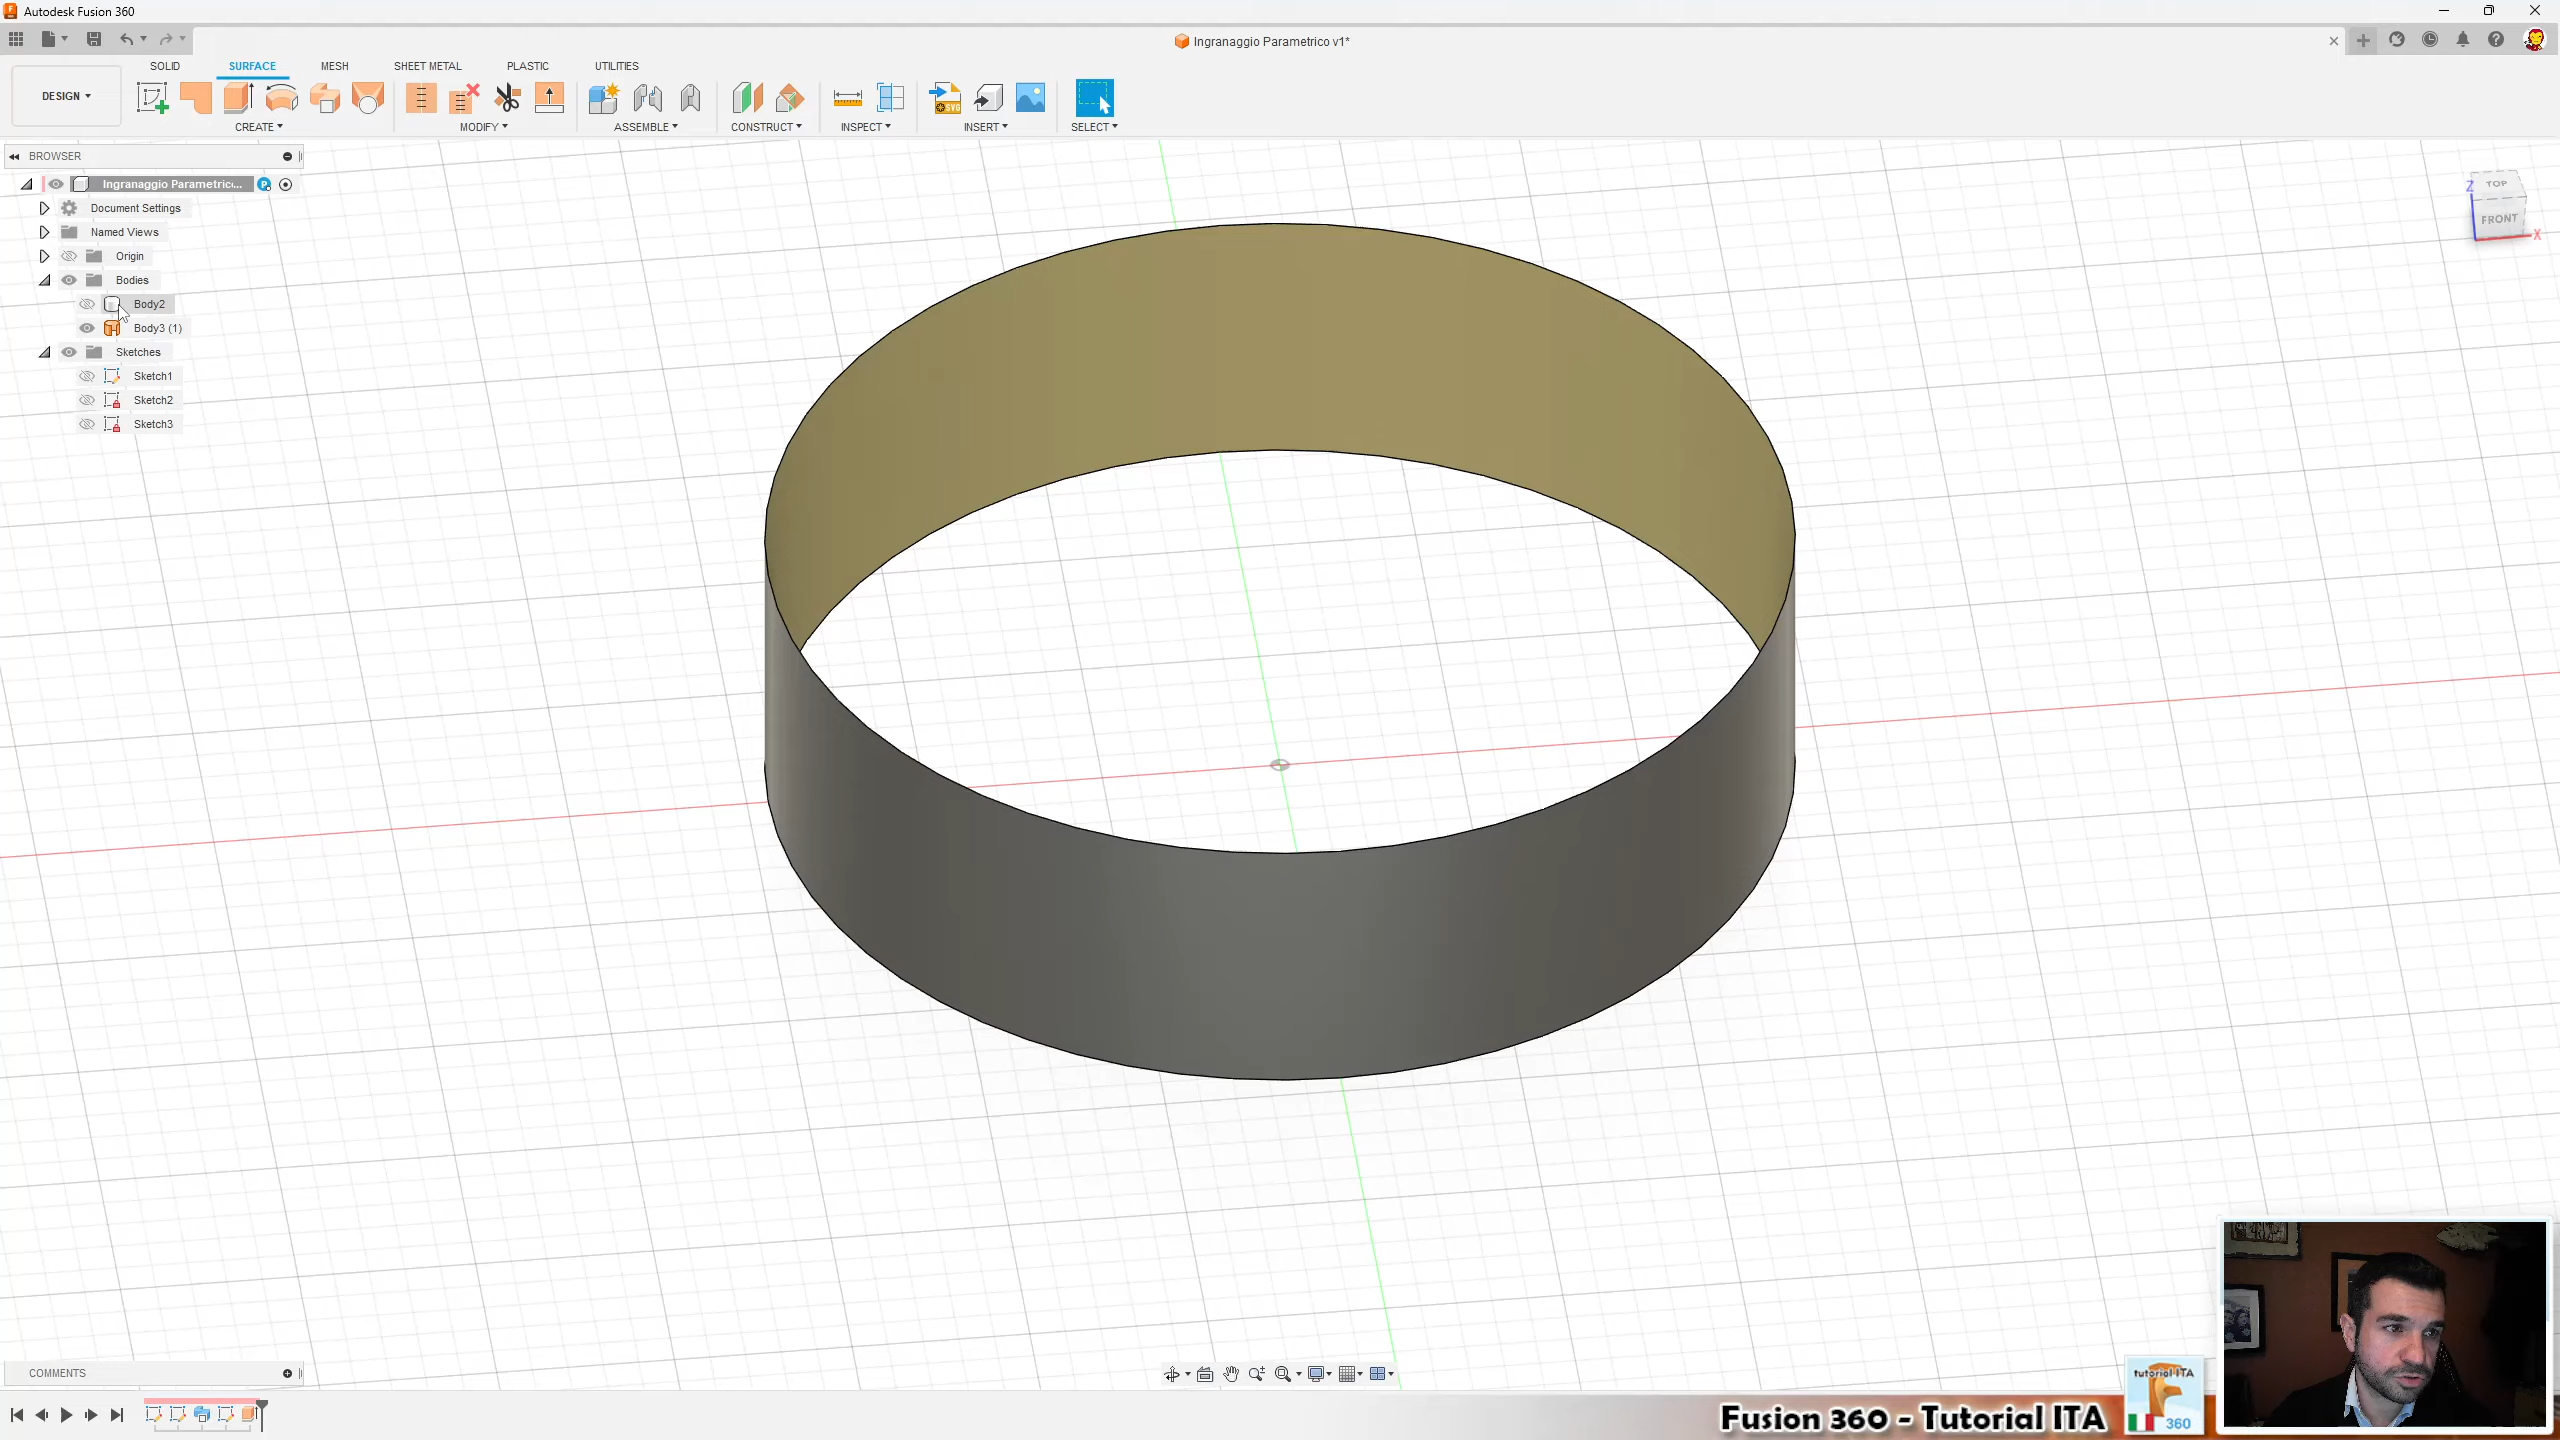 Autodesk Fusion 360
Ingranaggio Parametrico v1*
DESIGN
SOLID
SURFACE
MESH
SHEET METAL
PLASTIC
UTILITIES
CREATE
MODIFY
ASSEMBLE
CONSTRUCT
INSPECT
INSERT
SELECT
BROWSER
Ingranaggio Parametric...
Document Settings
Named Views
Origin
Bodies
Body2
Body3 (1)
Sketches
Sketch1
Sketch2
Sketch3
TOP
FRONT
Z
X
COMMENTS
Fusion 360 - Tutorial ITA
tutorial ITA
360